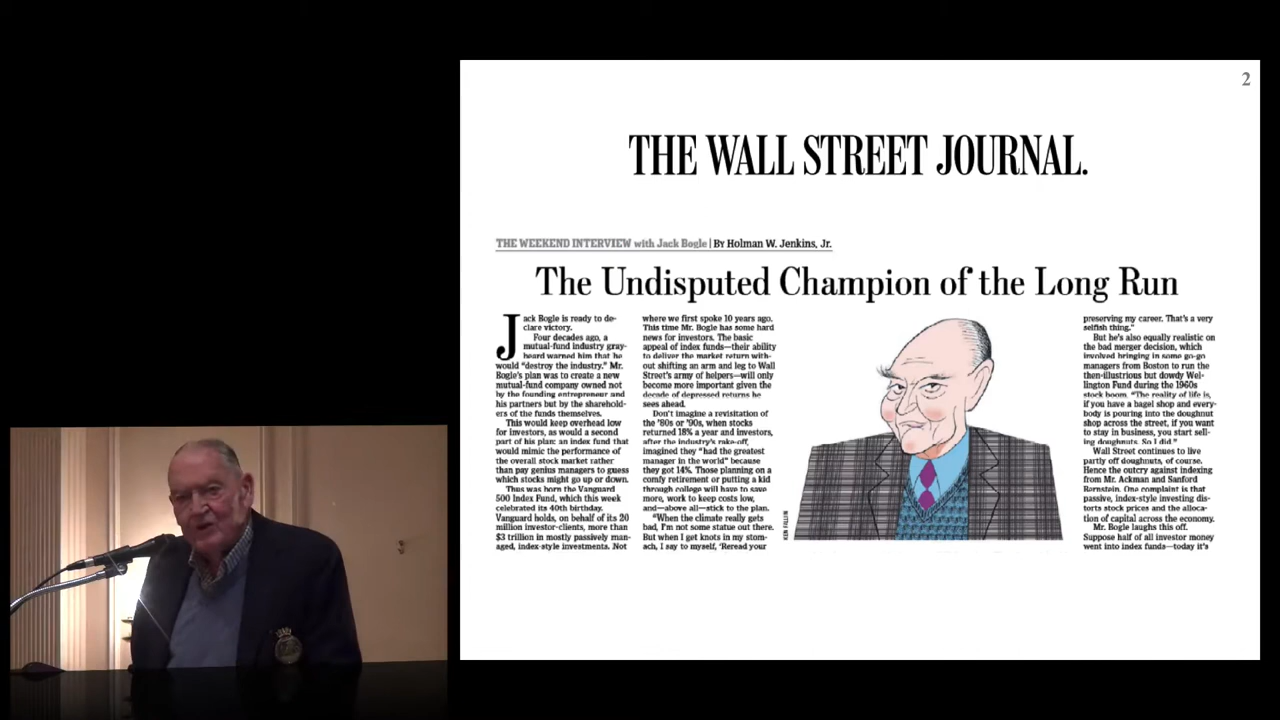 2
THE WALL STREET JOURNAL.
THE WEEKEND INTERVIEW with Jack Bogle | By Holman W. Jenkins, Jr.
The Undisputed Champion of the Long Run
Jack Bogle is ready to de-
clare victory.
Four decades ago, a
mutual-fund industry gray-
beard warned him that he
would “destroy the industry.” Mr.
Bogle's plan was to create a new
mutual-fund company owned not
by the founding entrepreneur and
his partners but by the sharehold-
ers of the funds themselves.
This would keep overhead low
for investors, as would a second
part of his plan: an index fund that
would mimic the performance of
the overall stock market rather
than pay genius managers to guess
which stocks might go up or down.
Thus was born the Vanguard
500 Index Fund, which this week
celebrated its 40th birthday.
Vanguard holds, on behalf of its 20
million investor-clients, more than
$3 trillion in mostly passively man-
aged, index-style investments. Not
where we first spoke 10 years ago.
This time Mr. Bogle has some hard
news for investors. The basic
appeal of index funds—their ability
to deliver the market return with-
out shifting an arm and leg to Wall
Street's army of helpers—will only
become more important given the
decade of depressed returns he
sees ahead.
Don't imagine a revisitation of
the '80s or '90s, when stocks
returned 18% a year and investors,
after the industry's rake-off,
imagined they “had the greatest
manager in the world” because
they got 14%. Those planning on a
comfy retirement or putting a kid
through college will have to save
more, work to keep costs low,
and—above all—stick to the plan.
“When the climate really gets
bad, I'm not some statue out there.
But when I get knots in my stom-
ach, I say to myself, ‘Reread your
KEN FALLIN
preserving my career. That's a very
selfish thing.”
But he's also equally realistic on
the bad merger decision, which
involved bringing in some go-go
managers from Boston to run the
then-illustrious but dowdy Wel-
lington Fund during the 1960s
stock boom. “The reality of life is,
if you have a bagel shop and every-
body is pouring into the doughnut
shop across the street, if you want
to stay in business, you start sell-
ing doughnuts. So I did.”
Wall Street continues to live
partly off doughnuts, of course.
Hence the outcry against indexing
from Mr. Ackman and Sanford
Bernstein. One complaint is that
passive, index-style investing dis-
torts stock prices and the alloca-
tion of capital across the economy.
Mr. Bogle laughs this off.
Suppose half of all investor money
went into index funds—today it's